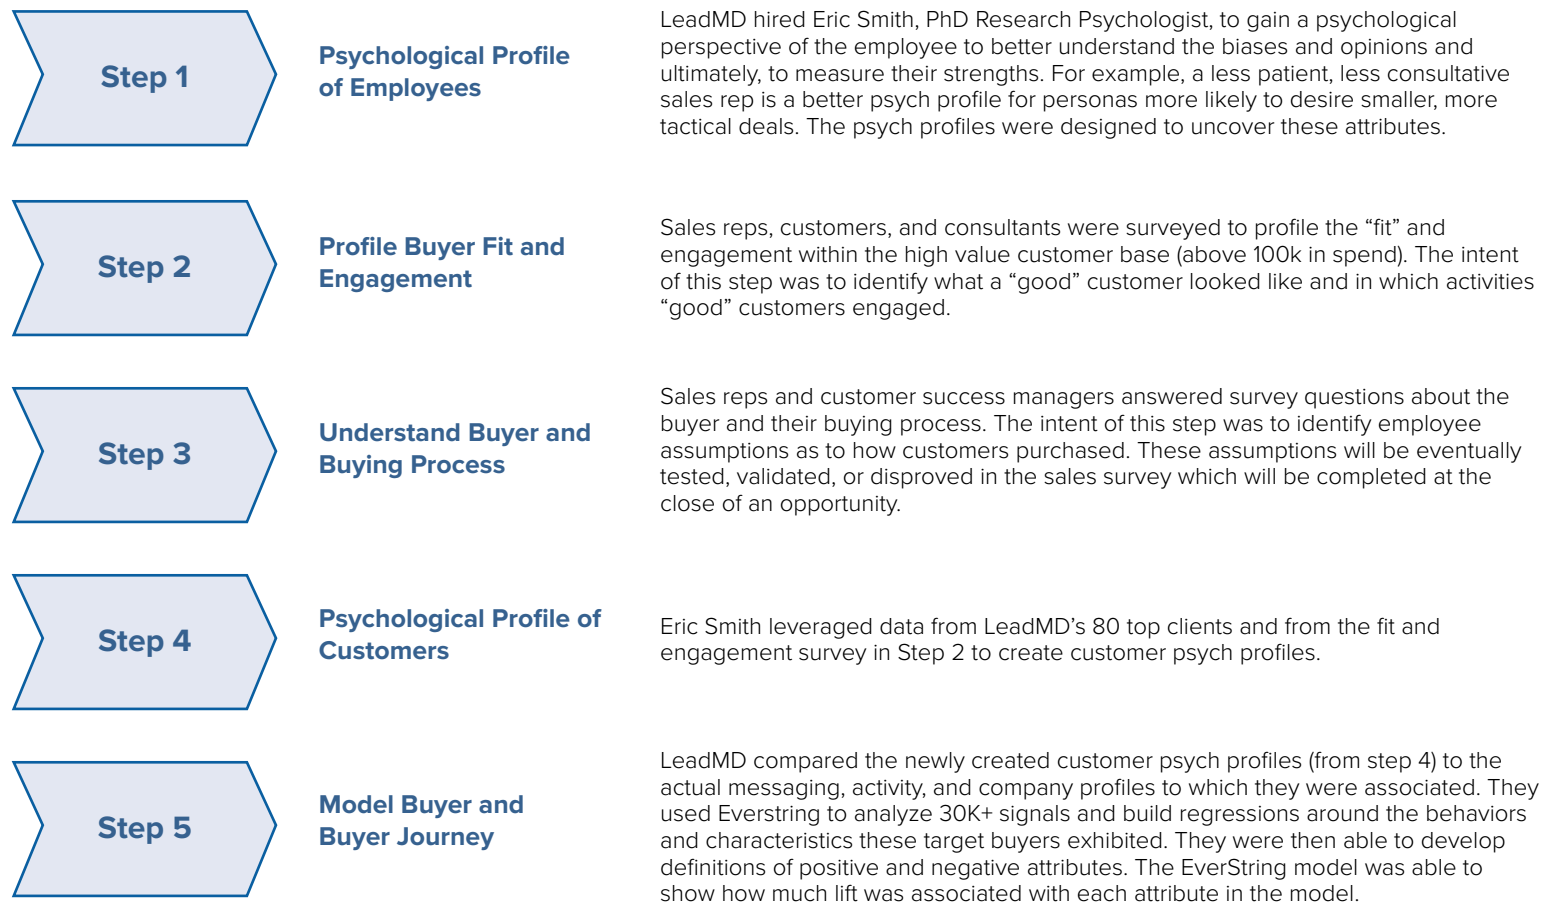 Step 1
Psychological Profile
of Employees
LeadMD hired Eric Smith, PhD Research Psychologist, to gain a psychological
perspective of the employee to better understand the biases and opinions and
ultimately, to measure their strengths. For example, a less patient, less consultative
sales rep is a better psych profile for personas more likely to desire smaller, more
tactical deals. The psych profiles were designed to uncover these attributes.
Step 2
Profile Buyer Fit and
Engagement
Sales reps, customers, and consultants were surveyed to profile the “fit” and
engagement within the high value customer base (above 100k in spend). The intent
of this step was to identify what a “good” customer looked like and in which activities
“good” customers engaged.
Step 3
Understand Buyer and
Buying Process
Sales reps and customer success managers answered survey questions about the
buyer and their buying process. The intent of this step was to identify employee
assumptions as to how customers purchased. These assumptions will be eventually
tested, validated, or disproved in the sales survey which will be completed at the
close of an opportunity.
Step 4
Psychological Profile of
Customers
Eric Smith leveraged data from LeadMD’s 80 top clients and from the fit and
engagement survey in Step 2 to create customer psych profiles.
Step 5
Model Buyer and
Buyer Journey
LeadMD compared the newly created customer psych profiles (from step 4) to the
actual messaging, activity, and company profiles to which they were associated. They
used Everstring to analyze 30K+ signals and build regressions around the behaviors
and characteristics these target buyers exhibited. They were then able to develop
definitions of positive and negative attributes. The EverString model was able to
show how much lift was associated with each attribute in the model.